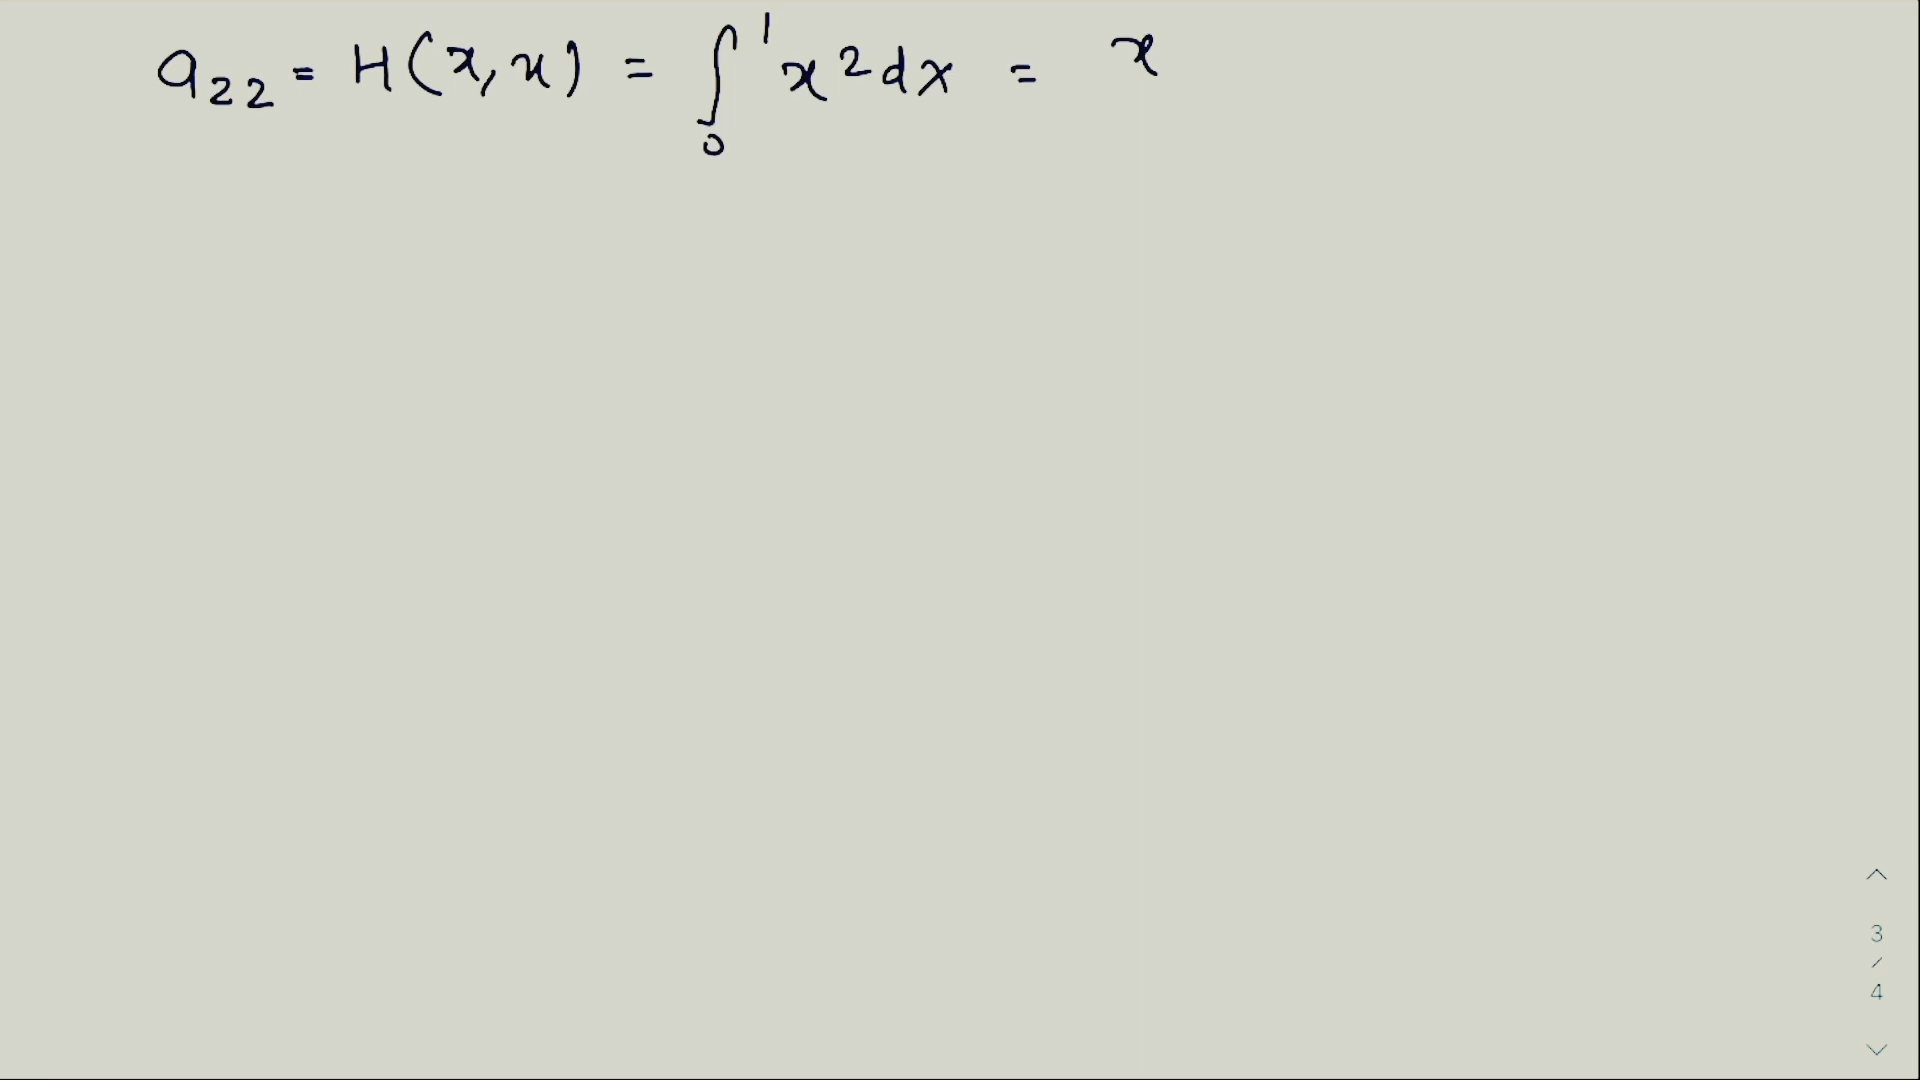 a₂₂ = H(x,x) = ∫₀¹ x² dx = x
3
/
4